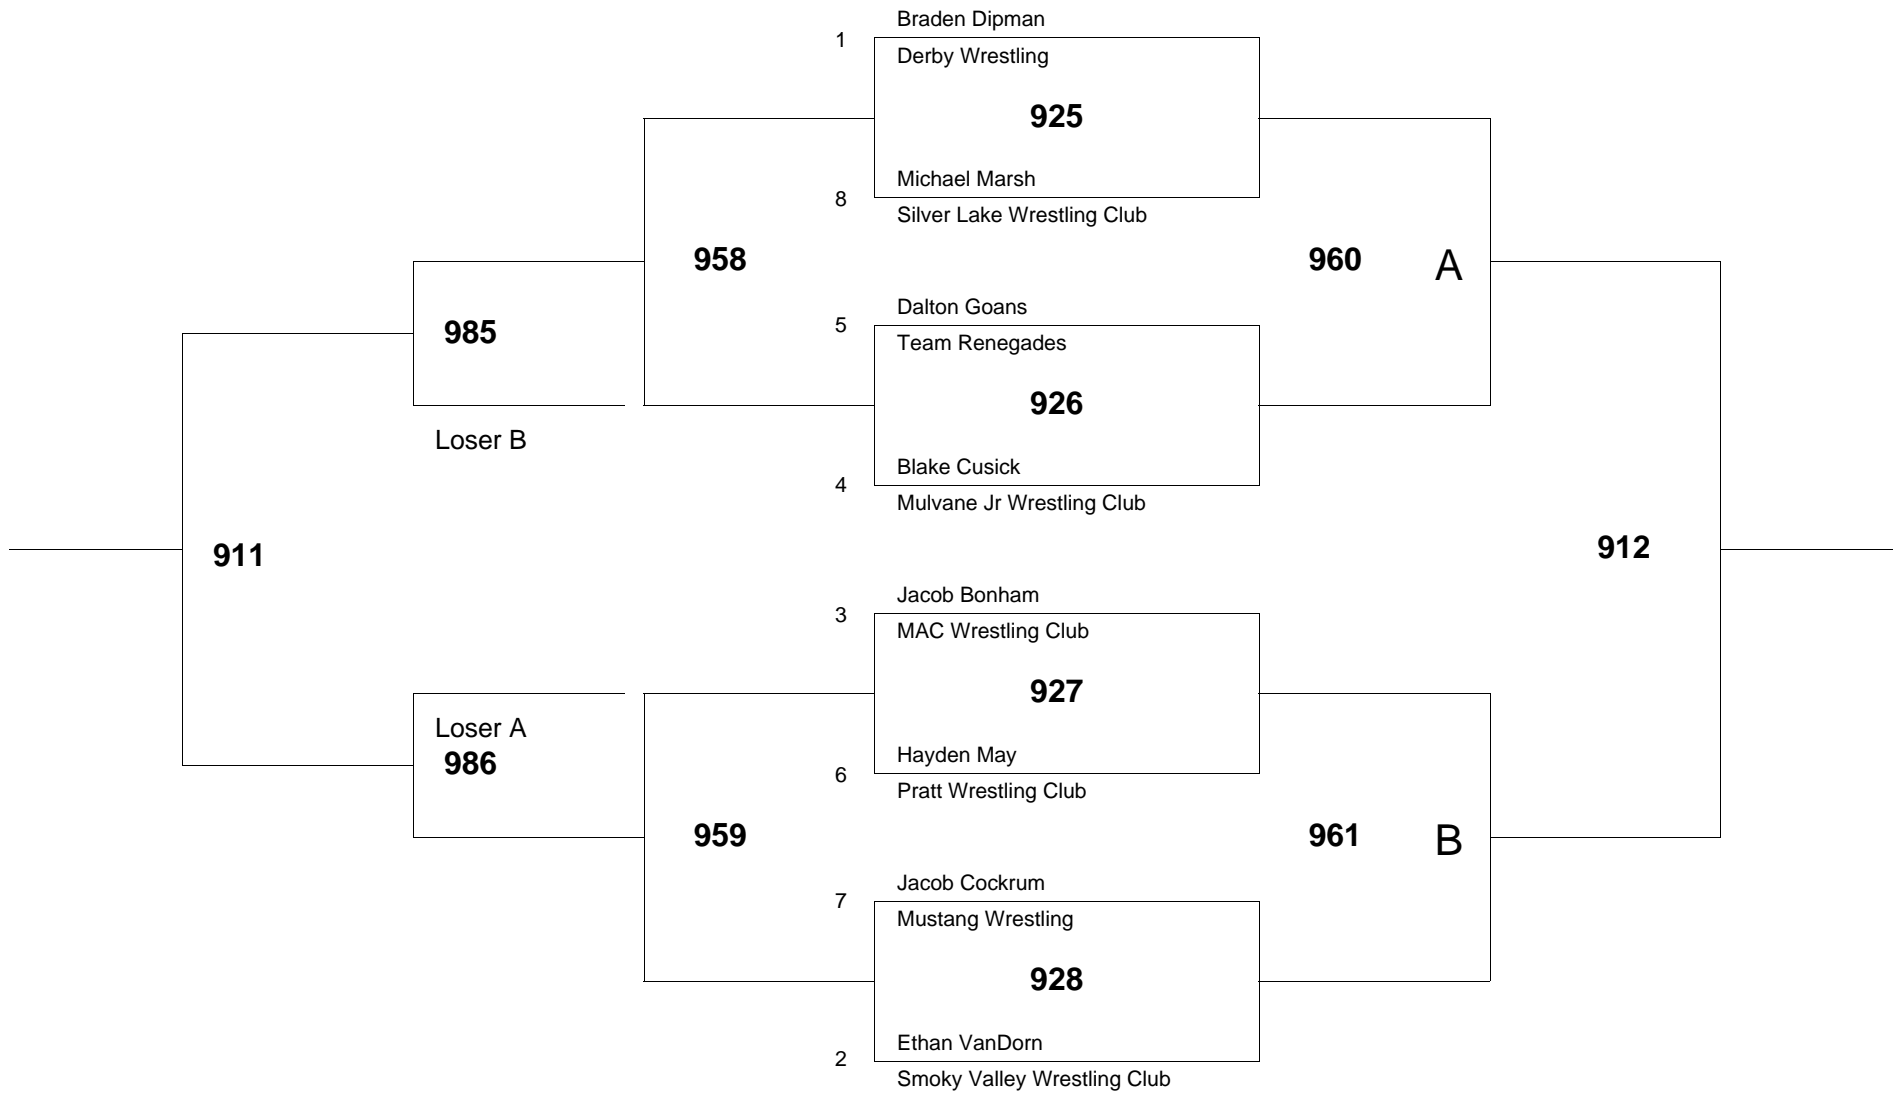 Braden Dipman
1
Derby Wrestling
925
Michael Marsh
8
Silver Lake Wrestling Club
958
960
A
Dalton Goans
5
Team Renegades
985
926
Loser B
Blake Cusick
4
Mulvane Jr Wrestling Club
911
912
Jacob Bonham
3
MAC Wrestling Club
927
Loser A
986
Hayden May
6
Pratt Wrestling Club
959
961
B
Jacob Cockrum
7
Mustang Wrestling
928
Ethan VanDorn
2
Smoky Valley Wrestling Club